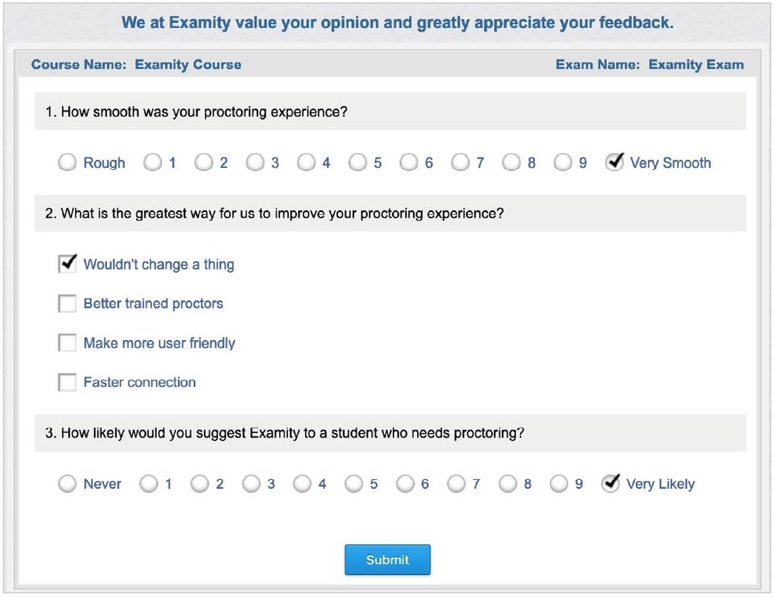 We at Examity value your opinion and greatly appreciate your feedback.
Course Name: Examity Course Exam Name: Examity Exam
1. How smooth was your proctoring experience?
Rough 1 2 3 4 5 6 7 8 9 Very Smooth
2. What is the greatest way for us to improve your proctoring experience?
Wouldn't change a thing
Better trained proctors
Make more user friendly
Faster connection
3. How likely would you suggest Examity to a student who needs proctoring?
Never 1 2 3 4 5 6 7 8 9 Very Likely
Submit